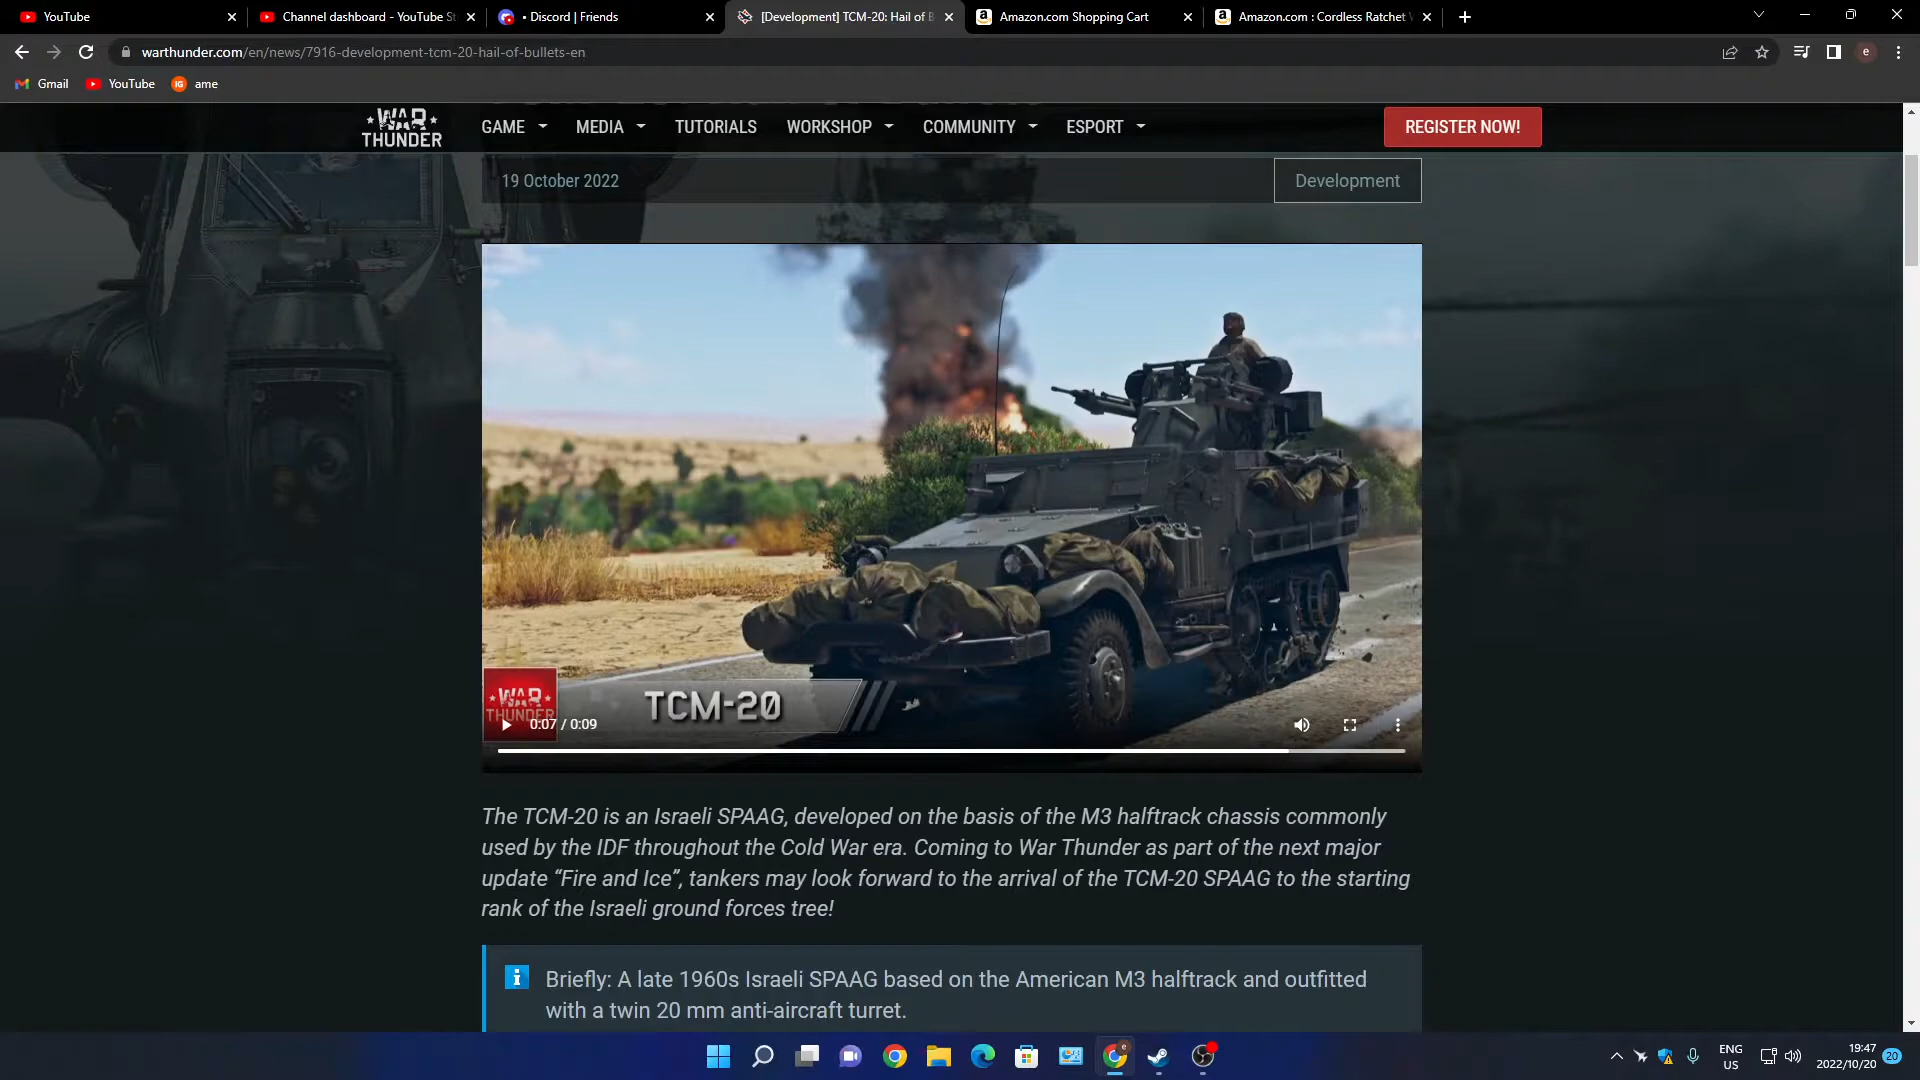 YouTube
Channel dashboard - YouTube St
• Discord | Friends
[Development] TCM-20: Hail of B
Amazon.com Shopping Cart
Amazon.com : Cordless Ratchet W
warthunder.com/en/news/7916-development-tcm-20-hail-of-bullets-en
e
Gmail
YouTube
IG
ame
WAR THUNDER
GAME
MEDIA
TUTORIALS
WORKSHOP
COMMUNITY
ESPORT
REGISTER NOW!
19 October 2022
Development
WAR THUNDER
TCM-20
0:07 / 0:09
The TCM-20 is an Israeli SPAAG, developed on the basis of the M3 halftrack chassis commonly
used by the IDF throughout the Cold War era. Coming to War Thunder as part of the next major
update “Fire and Ice”, tankers may look forward to the arrival of the TCM-20 SPAAG to the starting
rank of the Israeli ground forces tree!
Briefly: A late 1960s Israeli SPAAG based on the American M3 halftrack and outfitted
with a twin 20 mm anti-aircraft turret.
e
ENG
US
19:47
2022/10/20
20